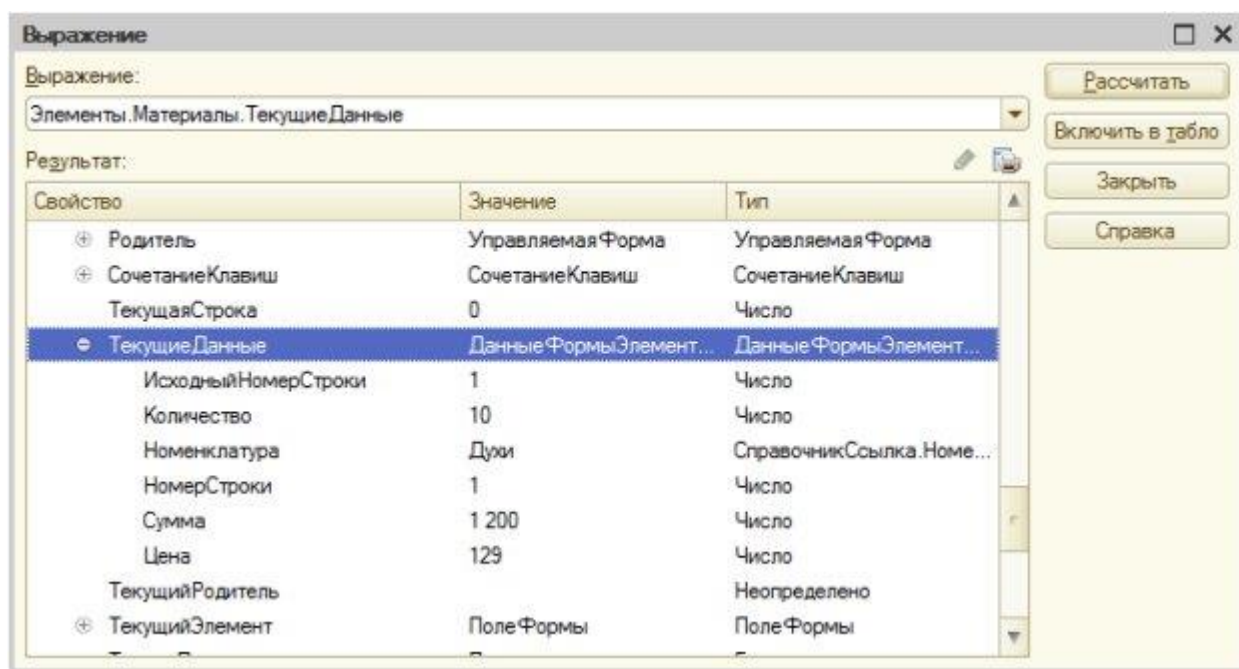 Выражение
Выражение:
Рассчитать
Элементы.Материалы.ТекущиеДанные
Включить в табло
Результат:
Закрыть
Свойство Значение Тип
Справка
Родитель УправляемаяФорма УправляемаяФорма
СочетаниеКлавиш СочетаниеКлавиш СочетаниеКлавиш
ТекущаяСтрока 0 Число
ТекущиеДанные ДанныеФормыЭлемент... ДанныеФормыЭлемент...
ИсходныйНомерСтроки 1 Число
Количество 10 Число
Номенклатура Духи СправочникСсылка.Номе...
НомерСтроки 1 Число
Сумма 1 200 Число
Цена 129 Число
ТекущийРодитель Неопределено
ТекущийЭлемент ПолеФормы ПолеФормы